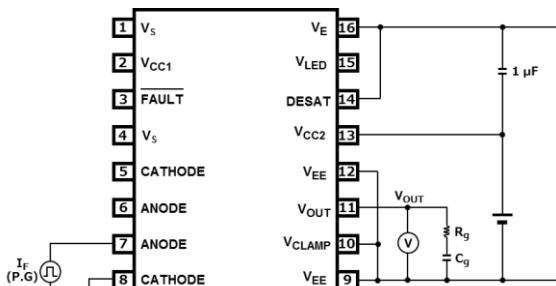 1 VS VE 16
2 VCC1 VLED 15
3 FAULT DESAT 14
4 VS VCC2 13
5 CATHODE VEE 12
6 ANODE VOUT 11
7 ANODE VCLAMP 10
8 CATHODE VEE 9
1 μF
VOUT
V
Rg
Cg
IF
(P.G)